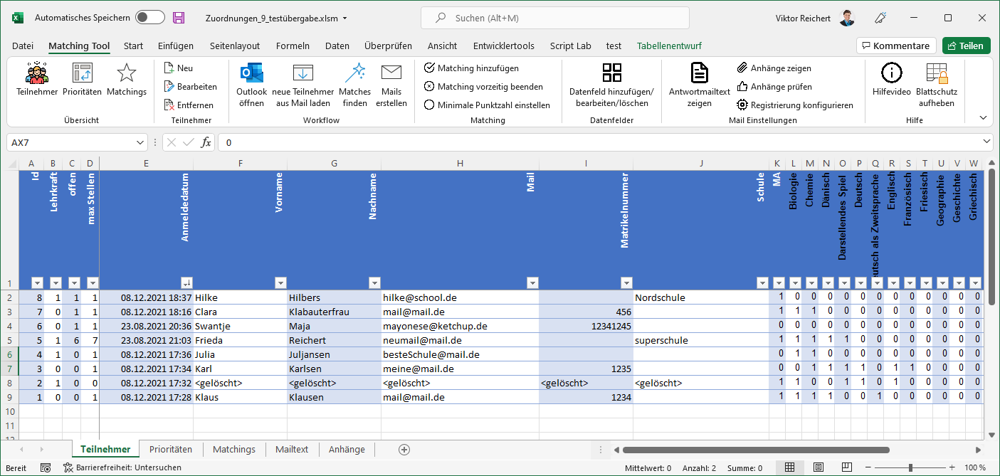 Automatisches Speichern Zuordnungen_9_testübergabe.xlsm Suchen (Alt+M) Viktor Reichert
Datei Matching Tool Start Einfügen Seitenlayout Formeln Daten Überprüfen Ansicht Entwicklertools Script Lab test Tabellenentwurf Kommentare Teilen
Teilnehmer Prioritäten Matchings
Übersicht
Neu
Bearbeiten
Entfernen
Teilnehmer
Outlook öffnen
neue Teilnehmer aus Mail laden
Matches finden
Mails erstellen
Workflow
Matching hinzufügen
Matching vorzeitig beenden
Minimale Punktzahl einstellen
Matching
Datenfeld hinzufügen/
bearbeiten/löschen
Datenfelder
Antwortmailtext
zeigen
Anhänge zeigen
Anhänge prüfen
Registrierung konfigurieren
Mail Einstellungen
Hilfevideo
Blattschutz
aufheben
Hilfe
AX7 fx 0
A B C D E F G H I J K L M N O P Q R S T U V W
1 Id Lehrkraft offen max Stellen Anmeldedatum Vorname Nachname Mail Matrikelnummer Schule MA Biologie Chemie Dänisch Darstellendes Spiel Deutsch utsch als Zweitsprache Englisch Französisch Friesisch Geographie Geschichte Griechisch
2 8 1 1 1 08.12.2021 18:37 Hilke Hilbers hilke@school.de Nordschule 1 0 0 0 0 0 0 0 0 0 0 0 0
3 7 0 1 1 08.12.2021 18:16 Clara Klabauterfrau mail@mail.de 456 1 1 1 0 0 0 0 0 0 0 0 0 0
4 6 0 1 1 23.08.2021 20:36 Swantje Maja mayonese@ketchup.de 12341245 0 0 0 0 0 0 0 0 0 0 0 0 0
5 5 1 6 7 23.08.2021 21:03 Frieda Reichert neumail@mail.de superschule 1 1 1 1 1 0 0 0 0 0 0 0 0
6 4 1 0 1 08.12.2021 17:36 Julia Juljansen besteSchule@mail.de 0 1 1 0 0 0 0 0 0 0 0 0 0
7 3 0 0 1 08.12.2021 17:34 Karl Karlsen meine@mail.de 1235 0 0 1 1 1 1 0 1 1 0 0 0 0
8 2 1 0 0 08.12.2021 17:32 <gelöscht> <gelöscht> <gelöscht> <gelöscht> <gelöscht> 1 1 0 0 1 1 0 1 0 0 0 0 0
9 1 0 0 1 08.12.2021 17:28 Klaus Klausen mail@mail.de 1234 1 1 1 1 0 0 1 0 0 0 0 0 0
10
11
Teilnehmer Prioritäten Matchings Mailtext Anhänge
Bereit Barrierefreiheit: Untersuchen Mittelwert: 0 Anzahl: 2 Summe: 0 100 %